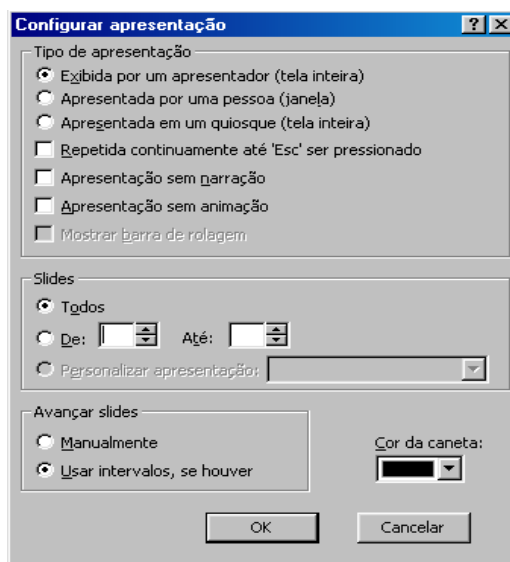 Configurar apresentação
Tipo de apresentação
Exibida por um apresentador (tela inteira)
Apresentada por uma pessoa (janela)
Apresentada em um quiosque (tela inteira)
Repetida continuamente até 'Esc' ser pressionado
Apresentação sem narração
Apresentação sem animação
Mostrar barra de rolagem
Slides
Todos
De: Até:
Personalizar apresentação:
Avançar slides
Manualmente
Cor da caneta:
Usar intervalos, se houver
OK Cancelar